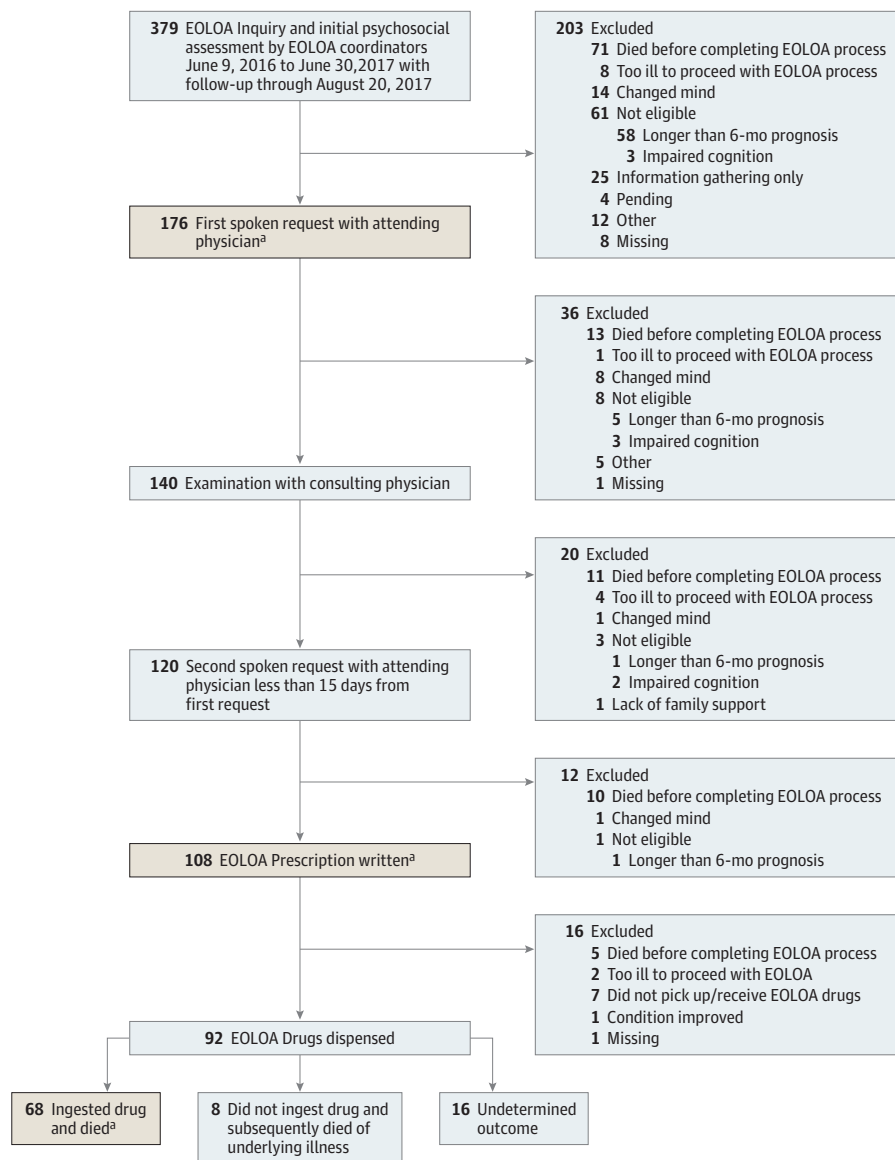 379 EOLOA Inquiry and initial psychosocial
assessment by EOLOA coordinators
June 9, 2016 to June 30,2017 with
follow-up through August 20, 2017
203 Excluded
71 Died before completing EOLOA process
8 Too ill to proceed with EOLOA process
14 Changed mind
61 Not eligible
58 Longer than 6-mo prognosis
3 Impaired cognition
25 Information gathering only
4 Pending
12 Other
8 Missing
176 First spoken request with attending
physicianᵃ
36 Excluded
13 Died before completing EOLOA process
1 Too ill to proceed with EOLOA process
8 Changed mind
8 Not eligible
5 Longer than 6-mo prognosis
3 Impaired cognition
5 Other
1 Missing
140 Examination with consulting physician
20 Excluded
11 Died before completing EOLOA process
4 Too ill to proceed with EOLOA process
1 Changed mind
3 Not eligible
1 Longer than 6-mo prognosis
2 Impaired cognition
1 Lack of family support
120 Second spoken request with attending
physician less than 15 days from
first request
12 Excluded
10 Died before completing EOLOA process
1 Changed mind
1 Not eligible
1 Longer than 6-mo prognosis
108 EOLOA Prescription writtenᵃ
16 Excluded
5 Died before completing EOLOA process
2 Too ill to proceed with EOLOA
7 Did not pick up/receive EOLOA drugs
1 Condition improved
1 Missing
92 EOLOA Drugs dispensed
68 Ingested drug
and diedᵃ
8 Did not ingest drug and
subsequently died of
underlying illness
16 Undetermined
outcome